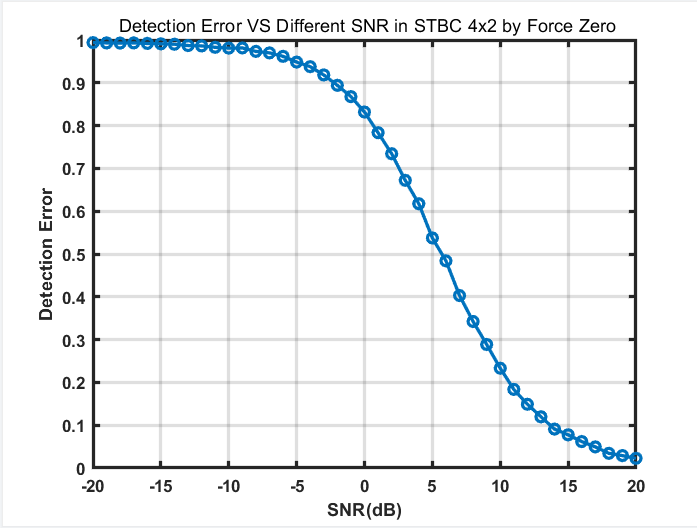 Detection Error VS Different SNR in STBC 4x2 by Force Zero
1
0.9
0.8
0.7
0.6
0.5
0.4
0.3
0.2
0.1
0
Detection Error
-20 -15 -10 -5 0 5 10 15 20
SNR(dB)